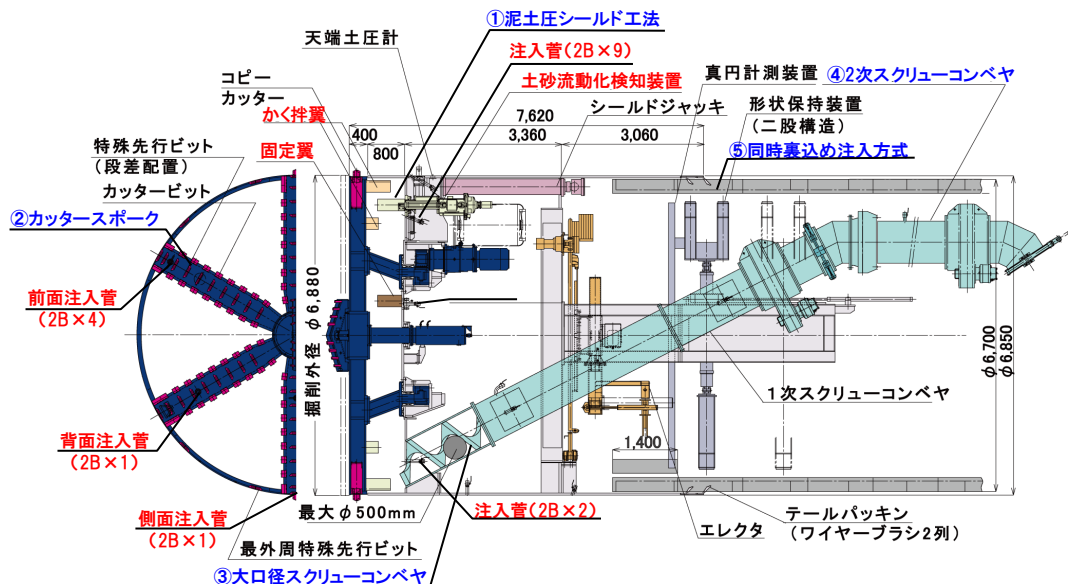 ①泥土圧シールド工法
天端土圧計
注入菅(2B×9)
土砂流動化検知装置
真円計測装置
④2次スクリューコンベヤ
コピー
カッター
シールドジャッキ
形状保持装置
(二股構造)
かく拌翼
7,620
400
3,360
3,060
800
固定翼
⑤同時裏込め注入方式
特殊先行ビット
(段差配置)
カッタービット
②カッタースポーク
前面注入菅
(2B×4)
掘削外径 φ6,880
φ6,700
φ6,850
1次スクリューコンベヤ
背面注入菅
(2B×1)
1,400
側面注入菅
(2B×1)
最大φ500mm
注入菅(2B×2)
エレクタ
テールパッキン
(ワイヤーブラシ2列)
最外周特殊先行ビット
③大口径スクリューコンベヤ